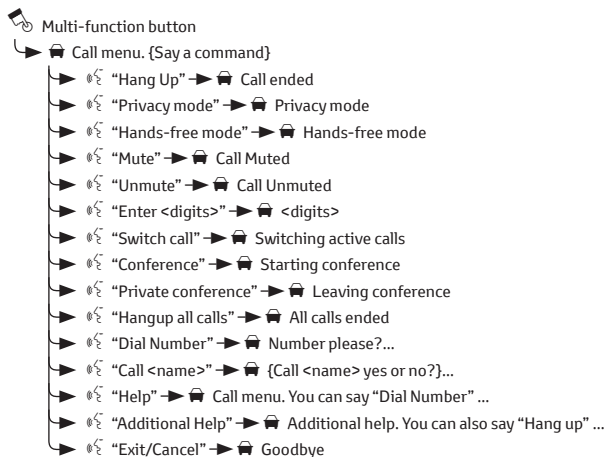 Multi-function button
Call menu. {Say a command}
“Hang Up” Call ended
“Privacy mode” Privacy mode
“Hands-free mode” Hands-free mode
“Mute” Call Muted
“Unmute” Call Unmuted
“Enter <digits>” <digits>
“Switch call” Switching active calls
“Conference” Starting conference
“Private conference” Leaving conference
“Hangup all calls” All calls ended
“Dial Number” Number please?...
“Call <name>” {Call <name> yes or no?}...
“Help” Call menu. You can say “Dial Number” ...
“Additional Help” Additional help. You can also say “Hang up” ...
“Exit/Cancel” Goodbye